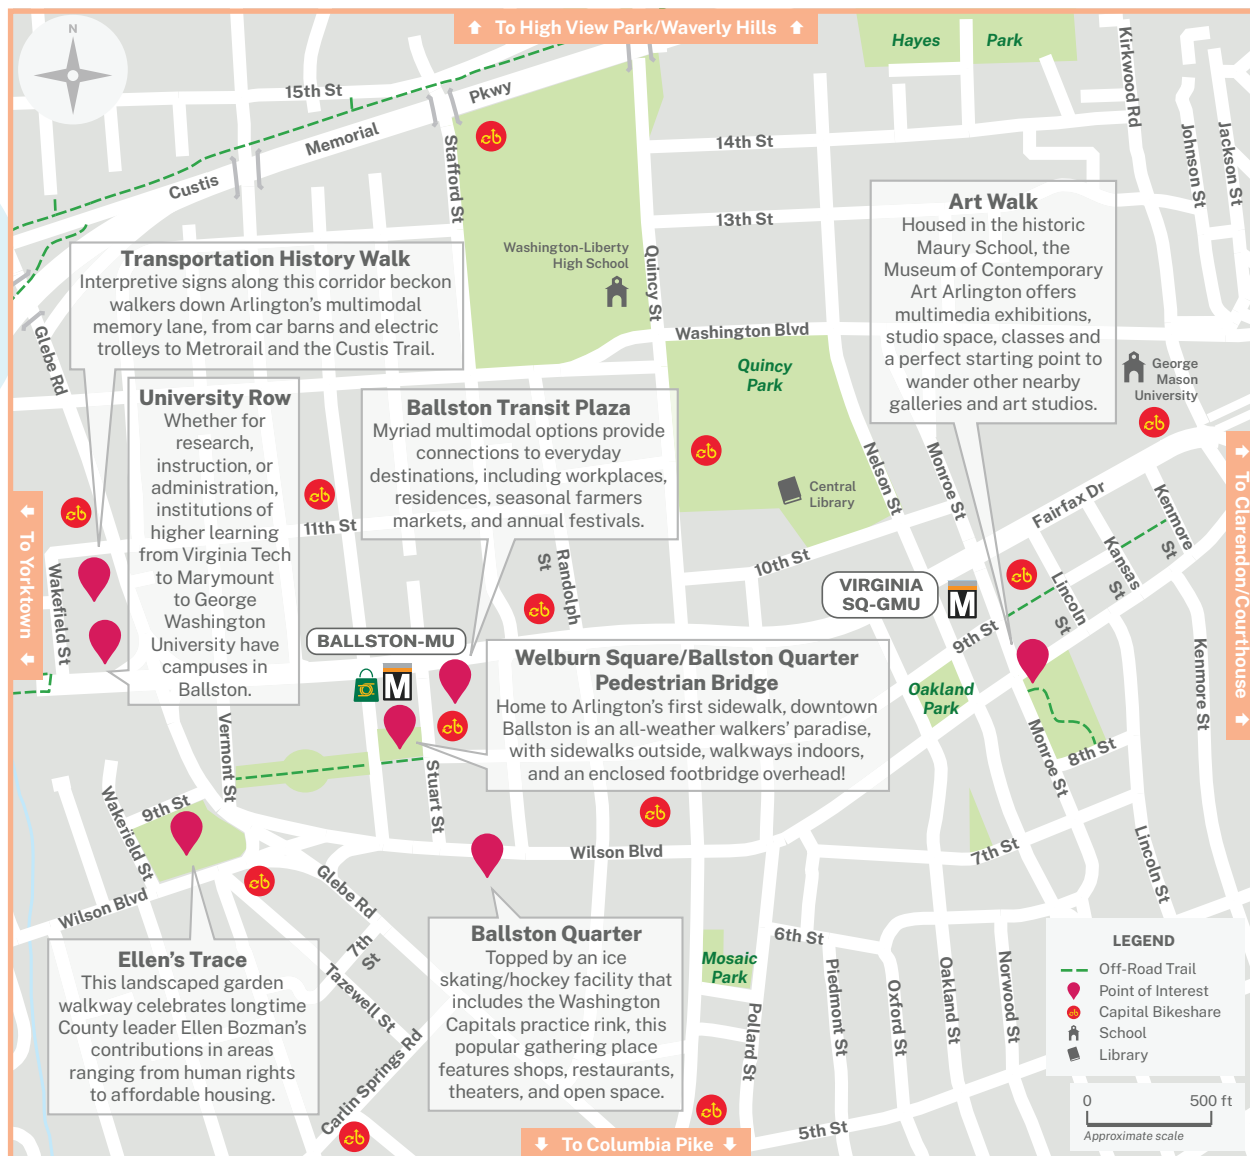 To High View Park/Waverly Hills
N
Hayes Park
Kirkwood Rd
15th St
Pkwy
Memorial
Custis
Stafford St
14th St
Johnson St
Jackson St
13th St
Washington-Liberty
High School
Quincy St
Art Walk
Housed in the historic
Maury School, the
Museum of Contemporary
Art Arlington offers
multimedia exhibitions,
studio space, classes and
a perfect starting point to
wander other nearby
galleries and art studios.
Transportation History Walk
Interpretive signs along this corridor beckon
walkers down Arlington's multimodal
memory lane, from car barns and electric
trolleys to Metrorail and the Custis Trail.
Glebe Rd
Washington Blvd
Quincy
Park
George
Mason
University
University Row
Whether for
research,
instruction, or
administration,
institutions of
higher learning
from Virginia Tech
to Marymount
to George
Washington
University have
campuses in
Ballston.
Ballston Transit Plaza
Myriad multimodal options provide
connections to everyday
destinations, including workplaces,
residences, seasonal farmers
markets, and annual festivals.
Nelson St
Monroe St
Central
Library
Fairfax Dr
Kenmore St
Kansas St
To Clarendon/Courthouse
To Yorktown
11th St
10th St
Wakefield St
St
Randolph
VIRGINIA
SQ-GMU
M
Lincoln St
9th St
BALLSTON-MU
M
Welburn Square/Ballston Quarter
Pedestrian Bridge
Home to Arlington's first sidewalk, downtown
Ballston is an all-weather walkers' paradise,
with sidewalks outside, walkways indoors,
and an enclosed footbridge overhead!
Oakland
Park
Kenmore St
Monroe St
8th St
Vermont St
Stuart St
9th St
Wakefield St
Wilson Blvd
7th St
Lincoln St
Wilson Blvd
Glebe Rd
7th
St
Tazewell St
Carlin Springs Rd
Ellen's Trace
This landscaped garden
walkway celebrates longtime
County leader Ellen Bozman's
contributions in areas
ranging from human rights
to affordable housing.
Ballston Quarter
Topped by an ice
skating/hockey facility that
includes the Washington
Capitals practice rink, this
popular gathering place
features shops, restaurants,
theaters, and open space.
Mosaic
Park
6th St
Piedmont St
Pollard St
Oxford St
Oakland St
Norwood St
5th St
LEGEND
Off-Road Trail
Point of Interest
Capital Bikeshare
School
Library
0 500 ft
Approximate scale
To Columbia Pike